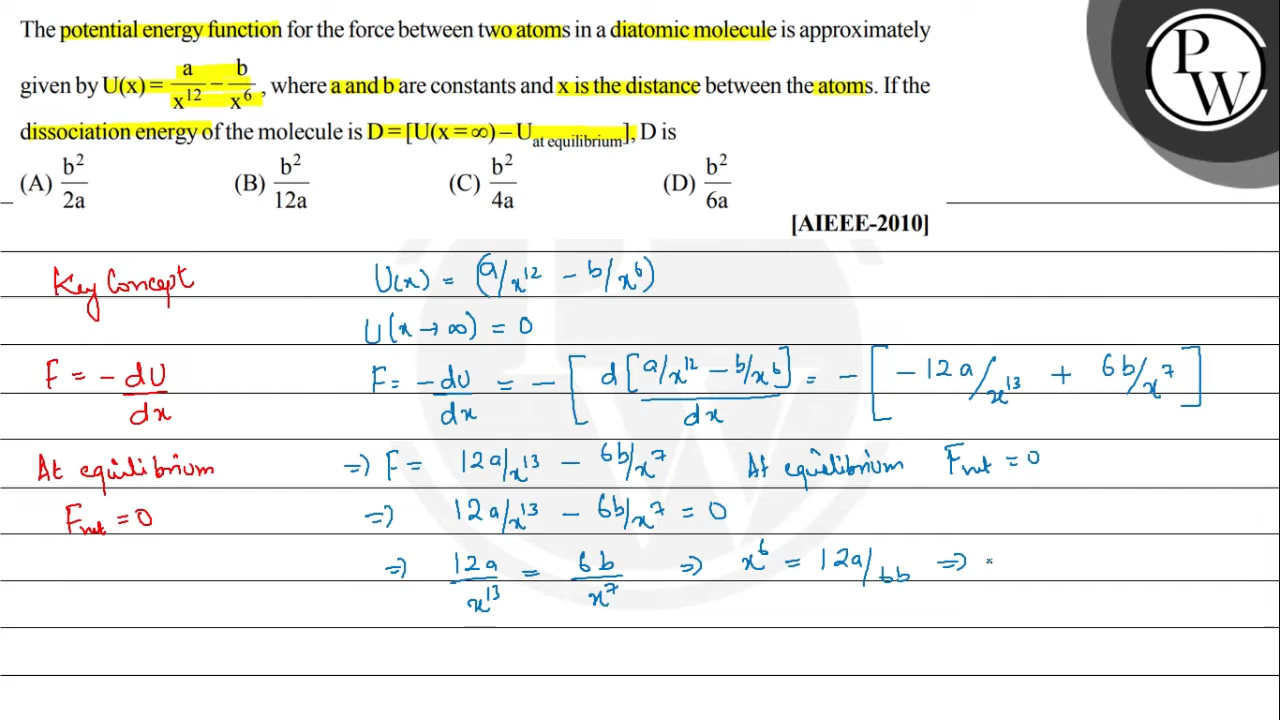 The potential energy function for the force between two atoms in a diatomic molecule is approximately
given by U(x) = a/x¹² − b/x⁶, where a and b are constants and x is the distance between the atoms. If the
dissociation energy of the molecule is D = [U(x = ∞) – U at equilibrium], D is
(A) b²/2a (B) b²/12a (C) b²/4a (D) b²/6a
[AIEEE-2010]
PW
Key Concept
F = -dU/dx
At equilibrium
Fnet = 0
U(x) = (a/x¹² - b/x⁶)
U(x → ∞) = 0
F = -dU/dx = -[d[a/x¹² - b/x⁶]/dx] = -[-12a/x¹³ + 6b/x⁷]
=) F = 12a/x¹³ - 6b/x⁷ At equilibrium Fnet = 0
=) 12a/x¹³ - 6b/x⁷ = 0
=) 12a/x¹³ = 6b/x⁷ =) x⁶ = 12a/6b =)